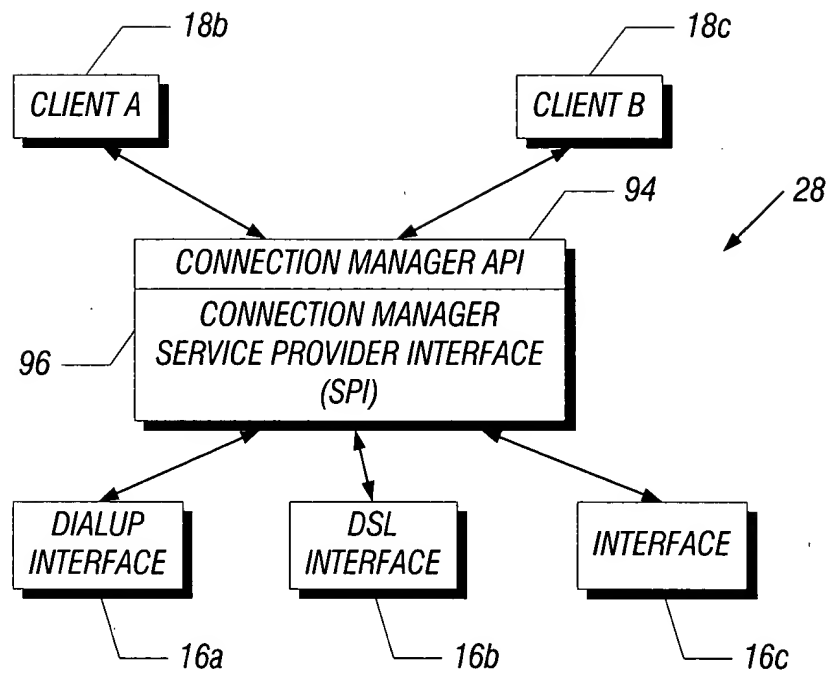 18b
18c
CLIENT A
CLIENT B
94
28
CONNECTION MANAGER API
CONNECTION MANAGER
SERVICE PROVIDER INTERFACE
(SPI)
96
DIALUP
INTERFACE
DSL
INTERFACE
INTERFACE
16a
16b
16c